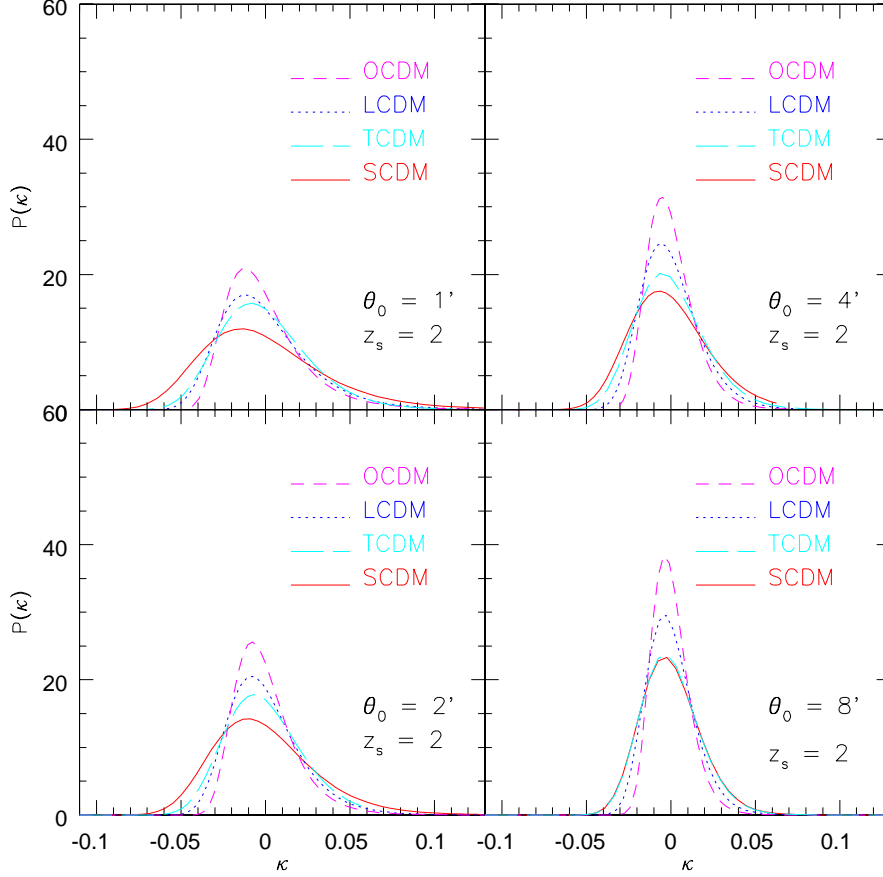 60
40
20
60
P(κ)
OCDM
LCDM
TCDM
SCDM
θ₀ = 1'
zₛ = 2
OCDM
LCDM
TCDM
SCDM
θ₀ = 4'
zₛ = 2
40
20
0
P(κ)
OCDM
LCDM
TCDM
SCDM
θ₀ = 2'
zₛ = 2
OCDM
LCDM
TCDM
SCDM
θ₀ = 8'
zₛ = 2
-0.1 -0.05 0 0.05 0.1
-0.1 -0.05 0 0.05 0.1
κ
κ